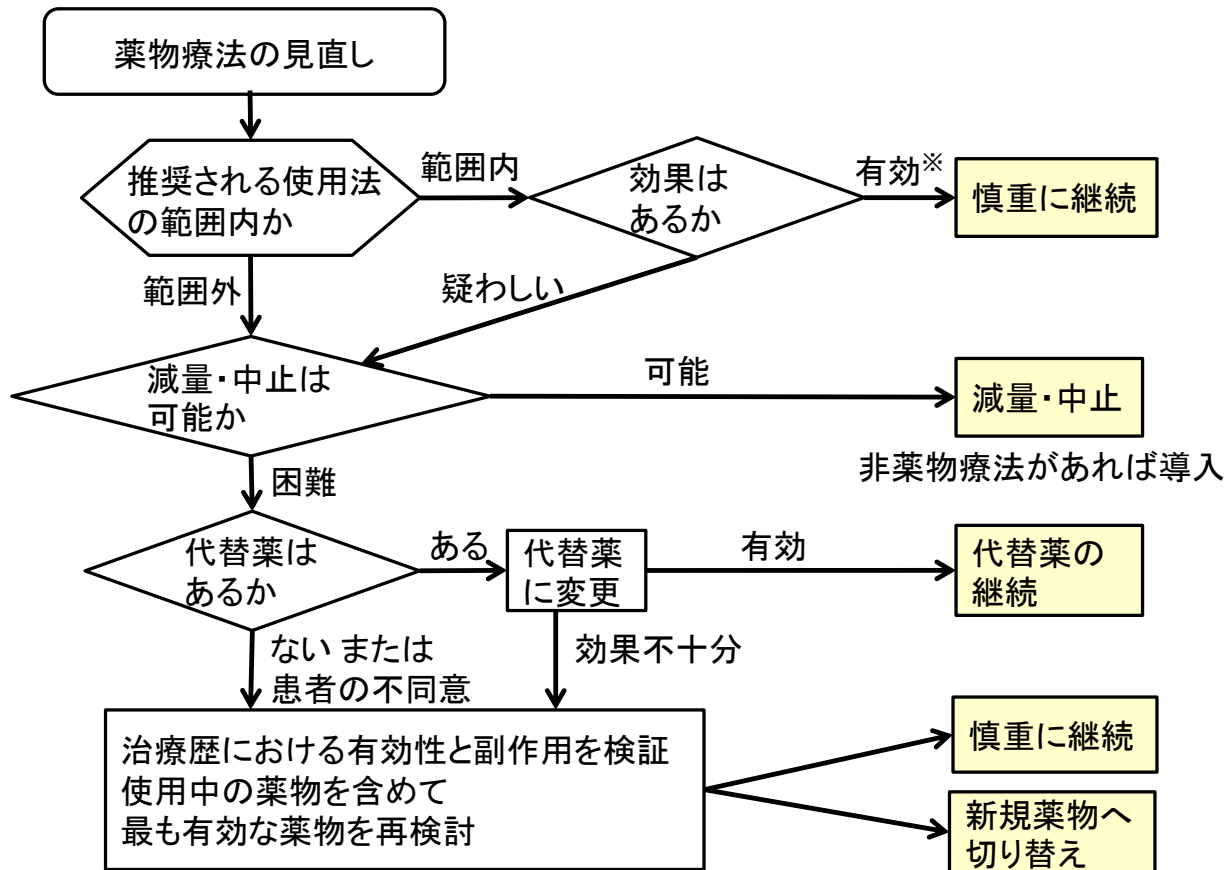 薬物療法の見直し
推奨される使用法
の範囲内か
範囲内
効果は
あるか
有効※
慎重に継続
範囲外
疑わしい
減量・中止は
可能か
可能
減量・中止
非薬物療法があれば導入
困難
代替薬は
あるか
ある
代替薬
に変更
有効
代替薬の
継続
ない または
患者の不同意
効果不十分
治療歴における有効性と副作用を検証
使用中の薬物を含めて
最も有効な薬物を再検討
慎重に継続
新規薬物へ
切り替え